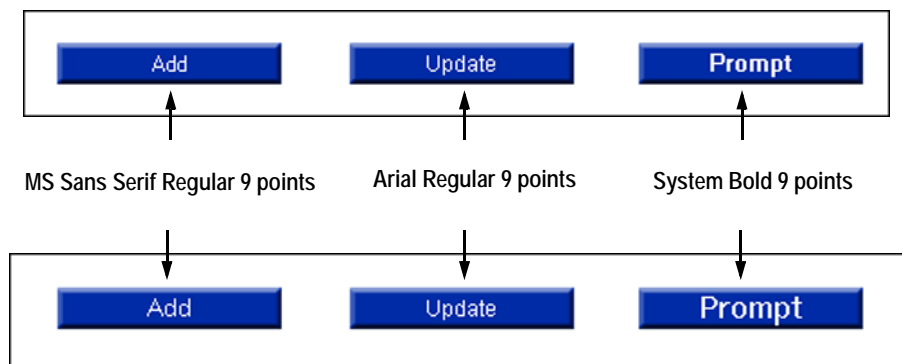 Add Update Prompt
MS Sans Serif Regular 9 points Arial Regular 9 points System Bold 9 points
Add Update Prompt